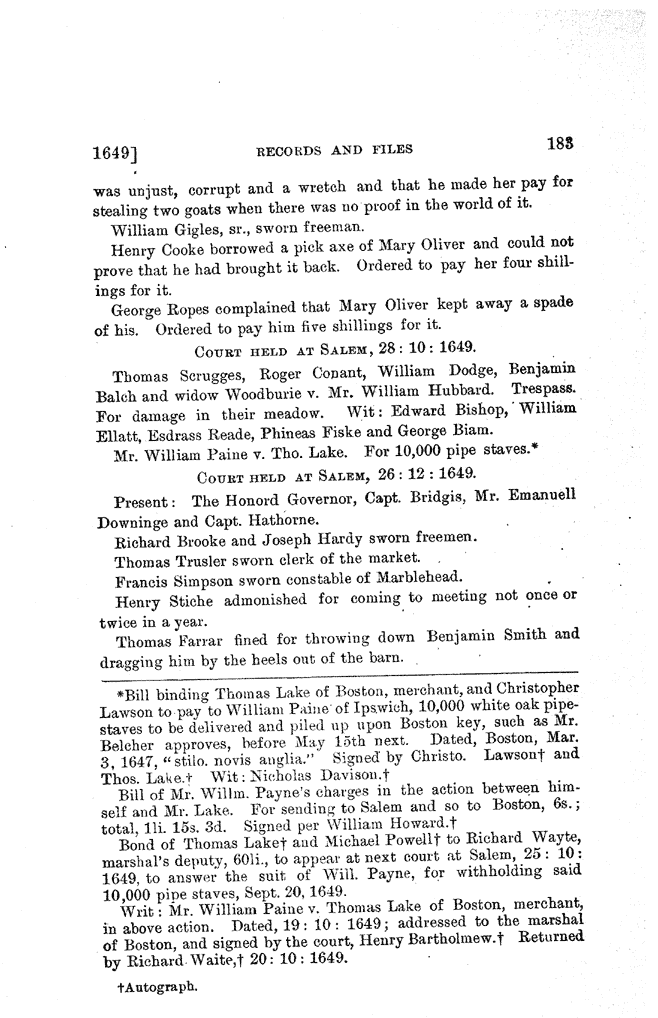 1649] RECORDS AND FILES 183
was unjust, corrupt and a wretch and that he made her pay for
stealing two goats when there was no proof in the world of it.
William Gigles, sr., sworn freeman.
Henry Cooke borrowed a pick axe of Mary Oliver and could not
prove that he had brought it back. Ordered to pay her four shill-
ings for it.
George Ropes complained that Mary Oliver kept away a spade
of his. Ordered to pay him five shillings for it.
COURT HELD AT SALEM, 28: 10: 1649.
Thomas Scrugges, Roger Conant, William Dodge, Benjamin
Balch and widow Woodburie v. Mr. William Hubbard. Trespass.
For damage in their meadow. Wit: Edward Bishop, William
Ellatt, Esdrass Reade, Phineas Fiske and George Biam.
Mr. William Paine v. Tho. Lake. For 10,000 pipe staves.*
COURT HELD AT SALEM, 26: 12: 1649.
Present: The Honord Governor, Capt. Bridgis, Mr. Emanuell
Downinge and Capt. Hathorne.
Richard Brooke and Joseph Hardy sworn freemen.
Thomas Trusler sworn clerk of the market.
Francis Simpson sworn constable of Marblehead.
Henry Stiche admonished for coming to meeting not once or
twice in a year.
Thomas Farrar fined for throwing down Benjamin Smith and
dragging him by the heels out of the barn.
*Bill binding Thomas Lake of Boston, merchant, and Christopher
Lawson to pay to William Paine of Ipswich, 10,000 white oak pipe-
staves to be delivered and piled up upon Boston key, such as Mr.
Belcher approves, before May 15th next. Dated, Boston, Mar.
3, 1647, "stilo. novis anglia." Signed by Christo. Lawson† and
Thos. Lake.† Wit: Nicholas Davison.†
Bill of Mr. Willm. Payne's charges in the action between him-
self and Mr. Lake. For sending to Salem and so to Boston, 6s.;
total, 1li. 15s. 3d. Signed per William Howard.†
Bond of Thomas Lake† and Michael Powell† to Richard Wayte,
marshal's deputy, 60li., to appear at next court at Salem, 25: 10:
1649, to answer the suit of Will. Payne, for withholding said
10,000 pipe staves, Sept. 20, 1649.
Writ: Mr. William Paine v. Thomas Lake of Boston, merchant,
in above action. Dated, 19: 10: 1649; addressed to the marshal
of Boston, and signed by the court, Henry Bartholmew.† Returned
by Richard Waite,† 20: 10: 1649.
†Autograph.